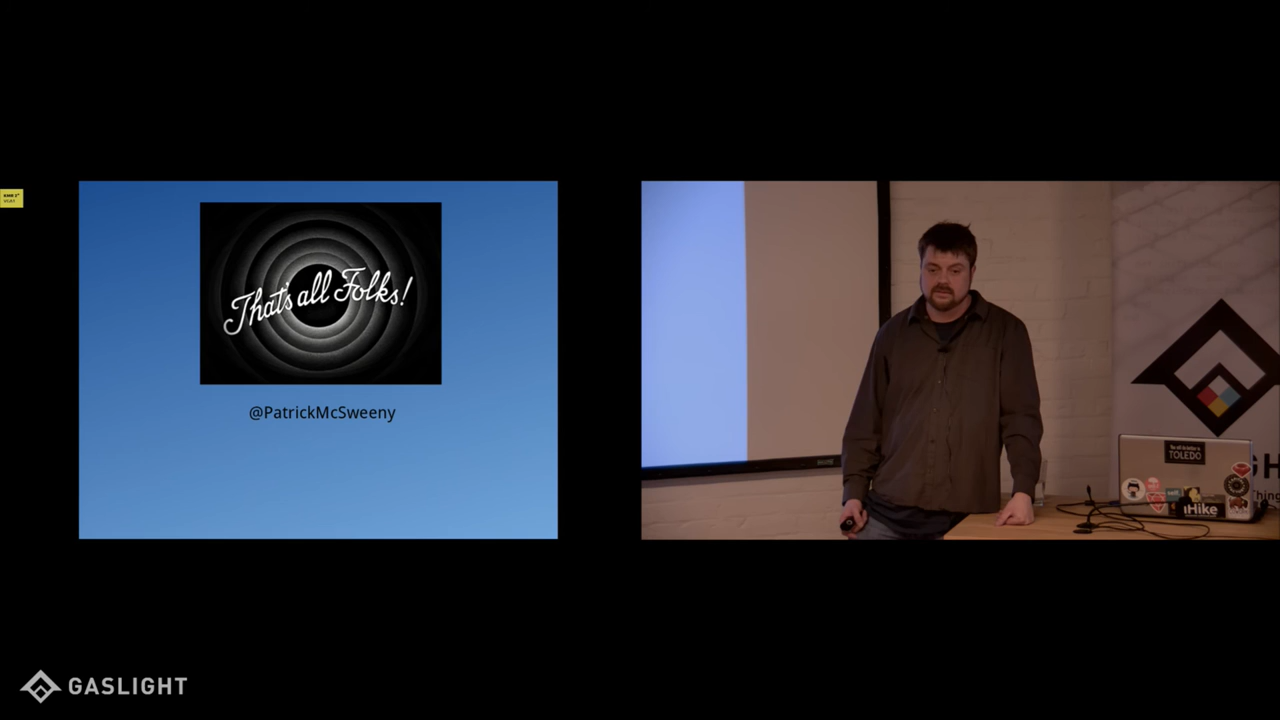 That's all Folks!
@PatrickMcSweeny
TOLEDO
iHike
GASLIGHT